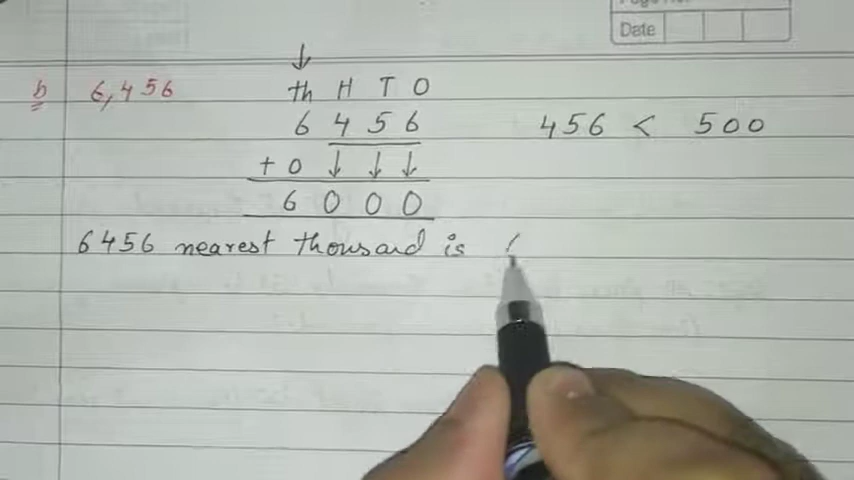 Date
b 6,456
th H T O
6 4 5 6
456 < 500
+ 0 ↓ ↓ ↓
6 0 0 0
6456 nearest thousand is